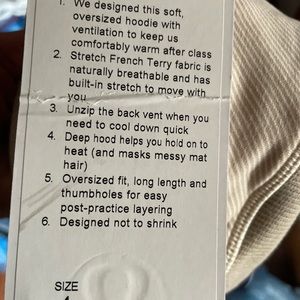 1. We designed this soft,
oversized hoodie with
ventilation to keep us
comfortably warm after class
2. Stretch French Terry fabric is
naturally breathable and has
built-in stretch to move with
you
3. Unzip the back vent when you
need to cool down quick
4. Deep hood helps you hold on to
heat (and masks messy mat
hair)
5. Oversized fit, long length and
thumbholes for easy
post-practice layering
6. Designed not to shrink
SIZE